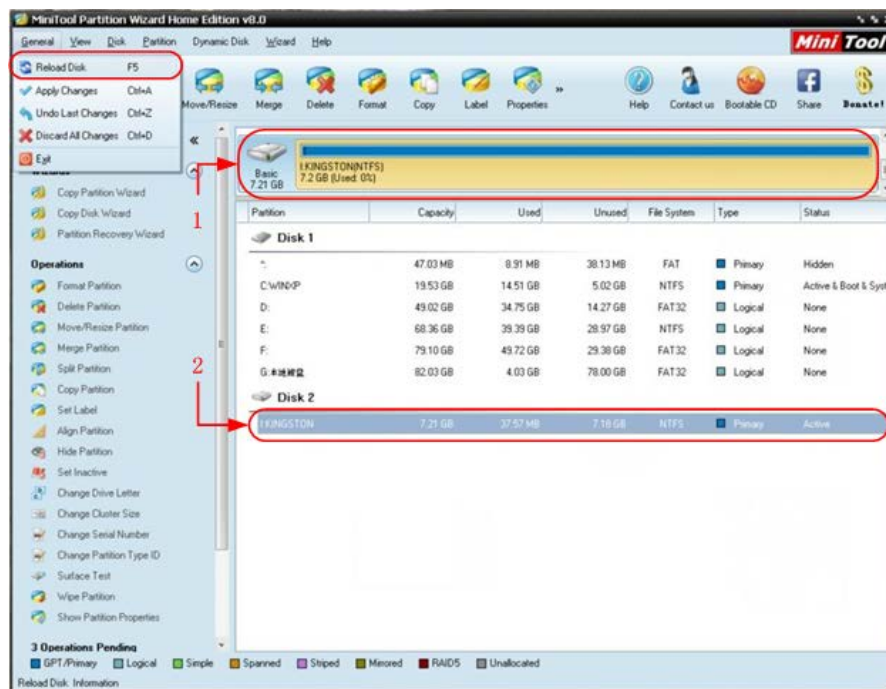 MiniTool Partition Wizard Home Edition v8.0
General View Disk Partition Dynamic Disk Wizard Help
Mini Tool
Reload Disk F5
Apply Changes Ctrl+A
Undo Last Changes Ctrl+Z
Discard All Changes Ctrl+D
Exit
Move/Resize Merge Delete Format Copy Label Properties » Help Contact us Bootable CD Share Donate!
«
Basic
7.21 GB
I:KINGSTON(NTFS)
7.2 GB (Used: 0%)
1
Copy Partition Wizard
Copy Disk Wizard
Partition Recovery Wizard
Operations
Format Partition
Delete Partition
Move/Resize Partition
Merge Partition
Split Partition
Copy Partition
Set Label
Align Partition
Hide Partition
Set Inactive
Change Drive Letter
Change Cluster Size
Change Serial Number
Change Partition Type ID
Surface Test
Wipe Partition
Show Partition Properties
3 Operations Pending
2
Partition Capacity Used Unused File System Type Status
Disk 1
*: 47.03 MB 8.91 MB 38.13 MB FAT Primary Hidden
C:WINXP 19.53 GB 14.51 GB 5.02 GB NTFS Primary Active & Boot & Syst
D: 49.02 GB 34.75 GB 14.27 GB FAT32 Logical None
E: 68.36 GB 39.39 GB 28.97 GB NTFS Logical None
F: 79.10 GB 49.72 GB 29.38 GB FAT32 Logical None
G:本地磁盘 82.03 GB 4.03 GB 78.00 GB FAT32 Logical None
Disk 2
I:KINGSTON 7.21 GB 37.57 MB 7.18 GB NTFS Primary Active
GPT/Primary Logical Simple Spanned Striped Mirrored RAID5 Unallocated
Reload Disk Information